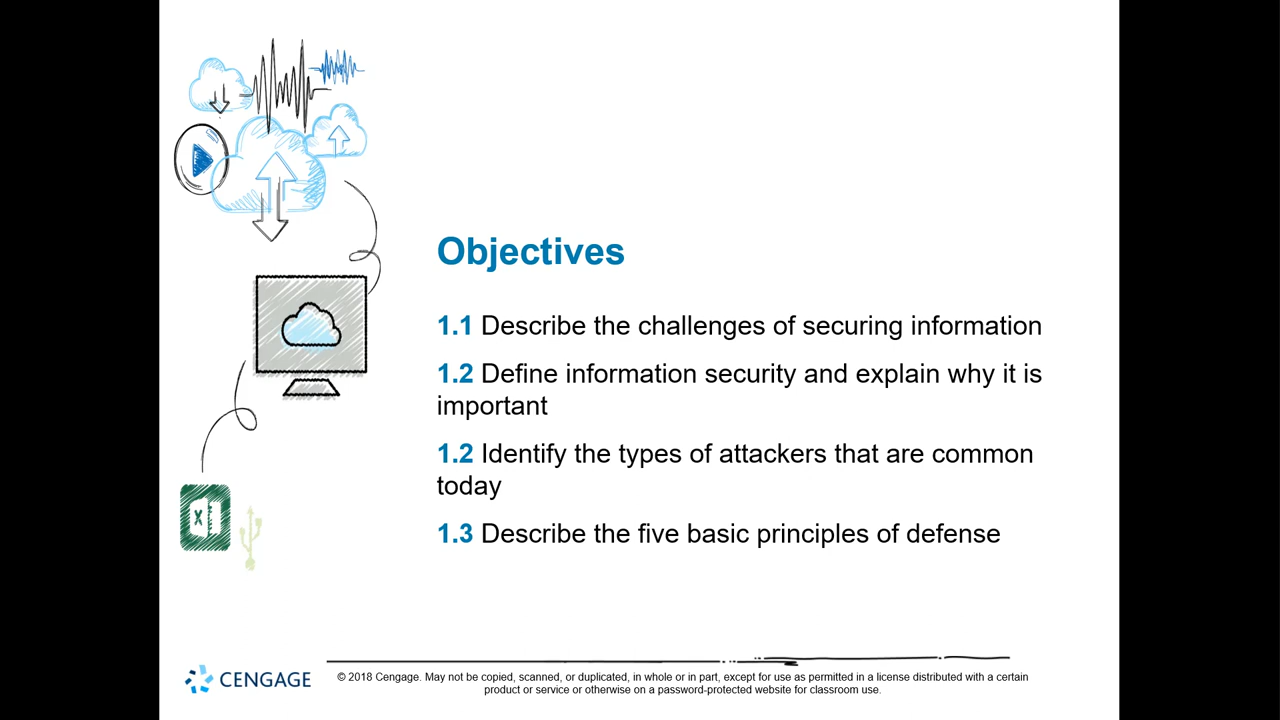 Objectives
1.1 Describe the challenges of securing information
1.2 Define information security and explain why it is
important
1.2 Identify the types of attackers that are common
today
1.3 Describe the five basic principles of defense
X
CENGAGE
© 2018 Cengage. May not be copied, scanned, or duplicated, in whole or in part, except for use as permitted in a license distributed with a certain
product or service or otherwise on a password-protected website for classroom use.